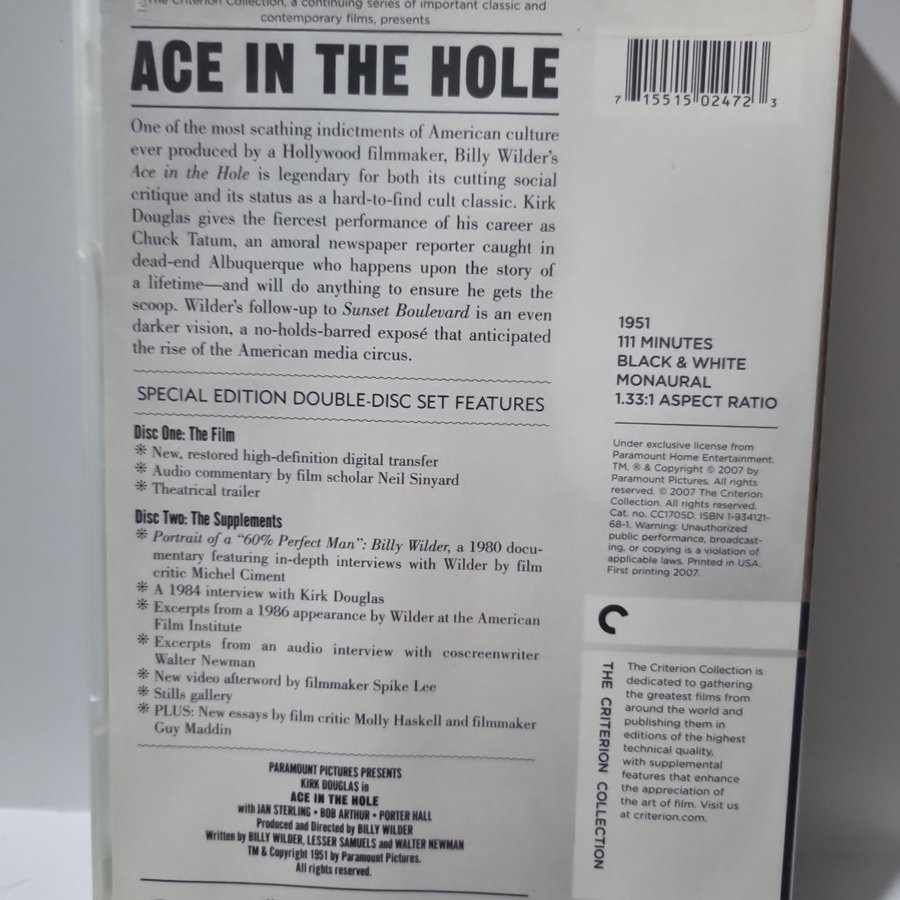 The Criterion Collection, a continuing series of important classic and
contemporary films, presents
ACE IN THE HOLE
One of the most scathing indictments of American culture
ever produced by a Hollywood filmmaker, Billy Wilder's
Ace in the Hole is legendary for both its cutting social
critique and its status as a hard-to-find cult classic. Kirk
Douglas gives the fiercest performance of his career as
Chuck Tatum, an amoral newspaper reporter caught in
dead-end Albuquerque who happens upon the story of
a lifetime—and will do anything to ensure he gets the
scoop. Wilder's follow-up to Sunset Boulevard is an even
darker vision, a no-holds-barred exposé that anticipated
the rise of the American media circus.
SPECIAL EDITION DOUBLE-DISC SET FEATURES
Disc One: The Film
* New, restored high-definition digital transfer
* Audio commentary by film scholar Neil Sinyard
* Theatrical trailer
Disc Two: The Supplements
* Portrait of a "60% Perfect Man": Billy Wilder, a 1980 docu-
mentary featuring in-depth interviews with Wilder by film
critic Michel Ciment
* A 1984 interview with Kirk Douglas
* Excerpts from a 1986 appearance by Wilder at the American
Film Institute
* Excerpts from an audio interview with coscreenwriter
Walter Newman
* New video afterword by filmmaker Spike Lee
* Stills gallery
* PLUS: New essays by film critic Molly Haskell and filmmaker
Guy Maddin
PARAMOUNT PICTURES PRESENTS
KIRK DOUGLAS in
ACE IN THE HOLE
with JAN STERLING • BOB ARTHUR • PORTER HALL
Produced and Directed by BILLY WILDER
Written by BILLY WILDER, LESSER SAMUELS and WALTER NEWMAN
TM & Copyright 1951 by Paramount Pictures.
All rights reserved.
7 15515 02472 3
1951
111 MINUTES
BLACK & WHITE
MONAURAL
1.33:1 ASPECT RATIO
Under exclusive license from
Paramount Home Entertainment.
TM, ® & Copyright © 2007 by
Paramount Pictures. All rights
reserved. © 2007 The Criterion
Collection. All rights reserved.
Cat. no. CC1705D. ISBN 1-934121-
68-1. Warning: Unauthorized
public performance, broadcast-
ing, or copying is a violation of
applicable laws. Printed in USA.
First printing 2007.
THE CRITERION COLLECTION
The Criterion Collection is
dedicated to gathering
the greatest films from
around the world and
publishing them in
editions of the highest
technical quality,
with supplemental
features that enhance
the appreciation of
the art of film. Visit us
at criterion.com.